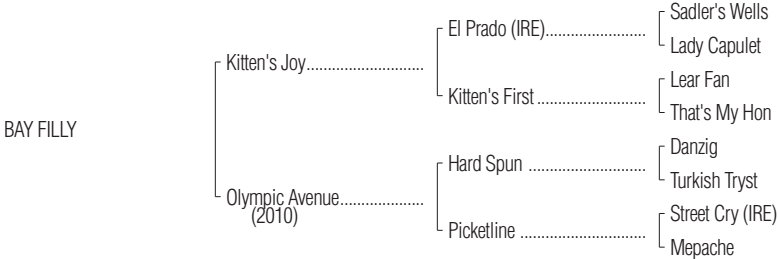 Sadler's Wells
El Prado (IRE)........................
Lady Capulet
Kitten's Joy............................
Lear Fan
Kitten's First ..........................
That's My Hon
BAY FILLY
Danzig
Hard Spun ............................
Turkish Tryst
Olympic Avenue....................
(2010)
Street Cry (IRE)
Picketline ..............................
Mepache